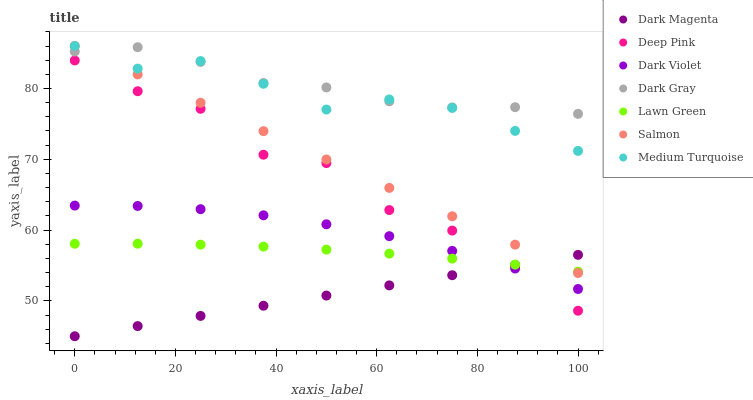 title
Dark Magenta
Deep Pink
Dark Violet
Dark Gray
Lawn Green
Salmon
Medium Turquoise
yaxis_label
80
70
60
50
0 20 40 60 80 100
xaxis_label